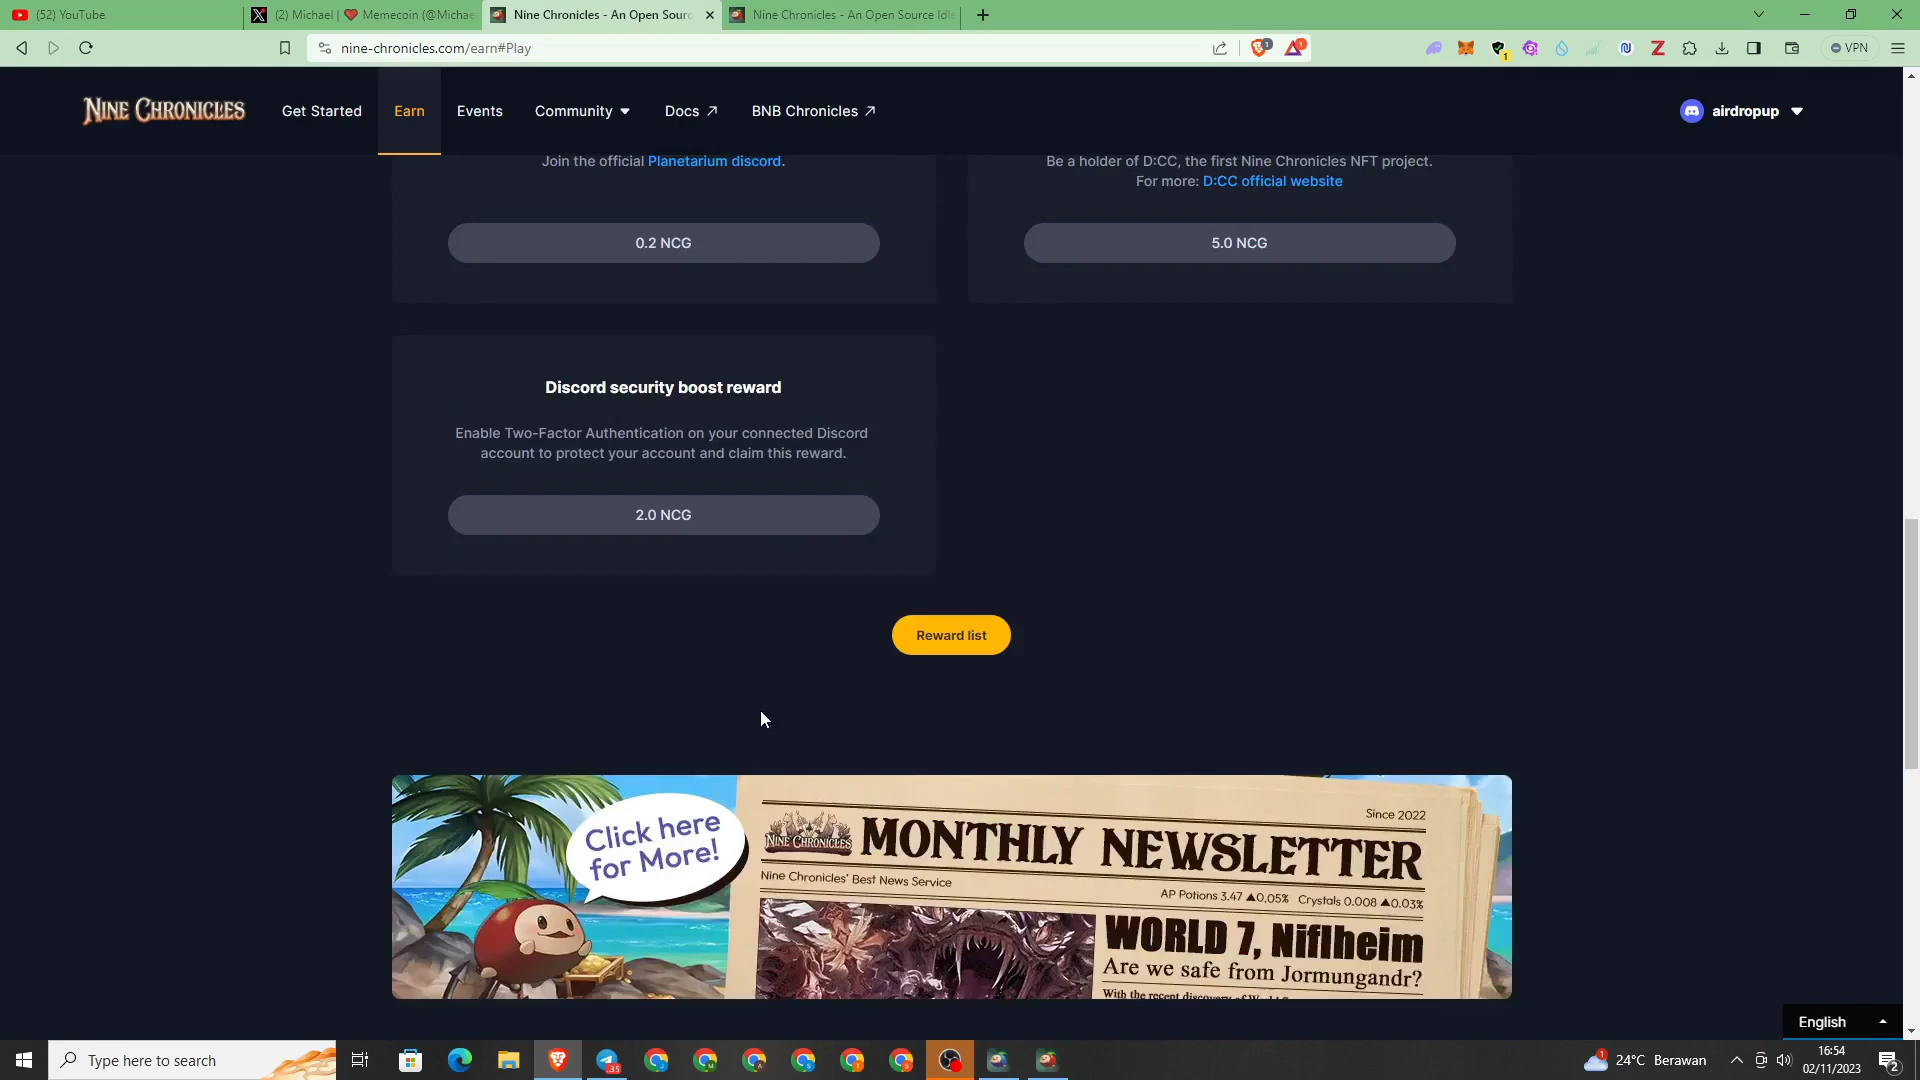 (52) YouTube
(2) Michael | ❤️ Memecoin (@Michae
Nine Chronicles - An Open Sourc
Nine Chronicles - An Open Source Idle
nine-chronicles.com/earn#Play
1
1
1
VPN
NINE CHRONICLES
Get Started
Earn
Events
Community
Docs
BNB Chronicles
airdropup
Join the official Planetarium discord.
0.2 NCG
Be a holder of D:CC, the first Nine Chronicles NFT project.
For more: D:CC official website
5.0 NCG
Discord security boost reward
Enable Two-Factor Authentication on your connected Discord
account to protect your account and claim this reward.
2.0 NCG
Reward list
Click here
for More!
Since 2022
NINE CHRONICLES
MONTHLY NEWSLETTER
Nine Chronicles' Best News Service
AP Potions 3.47 ▲0.05% Crystals 0.008 ▲0.03%
WORLD 7, Niflheim
Are we safe from Jormungandr?
English
Type here to search
35
1
24°C Berawan
16:54
02/11/2023
2